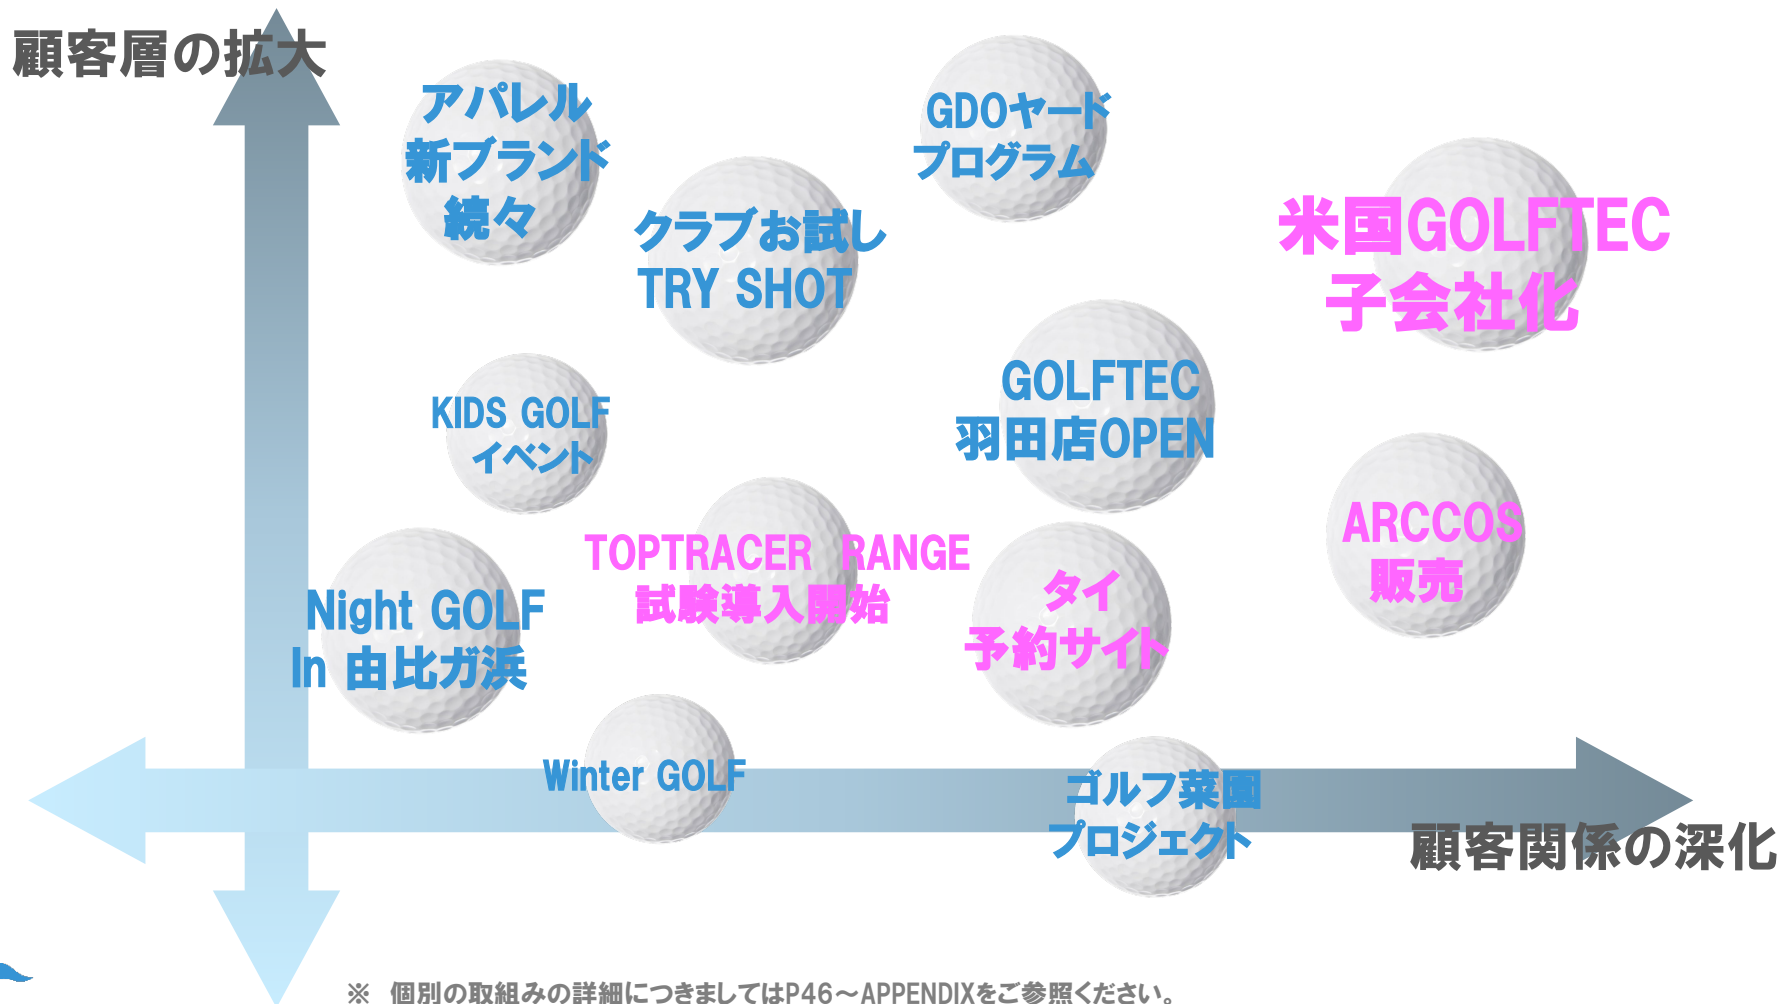 顧客層の拡大
アパレル
新ブランド
続々
GDOヤード
プログラム
クラブお試し
TRY SHOT
米国GOLFTEC
子会社化
KIDS GOLF
イベント
GOLFTEC
羽田店OPEN
TOPTRACER RANGE
試験導入開始
ARCCOS
販売
タイ
予約サイト
Night GOLF
In 由比ガ浜
Winter GOLF
ゴルフ菜園
プロジェクト
顧客関係の深化
※ 個別の取組みの詳細につきましてはP46～APPENDIXをご参照ください。